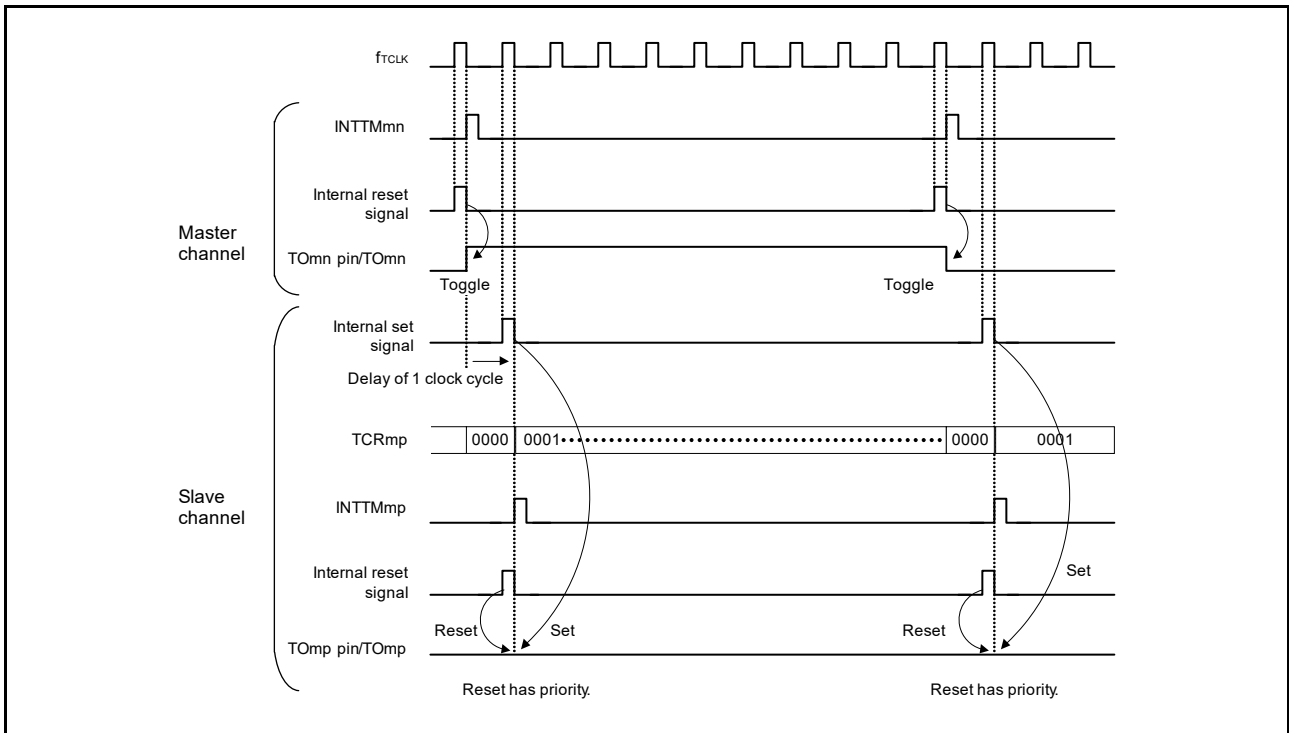 fTCLK
INTTMmn
Internal reset
signal
Master
channel
TOmn pin/TOmn
Toggle
Toggle
Internal set
signal
Delay of 1 clock cycle
TCRmp
0000
0001
0000
0001
Slave
channel
INTTMmp
Internal reset
signal
Set
Reset
Set
Reset
TOmp pin/TOmp
Reset has priority.
Reset has priority.